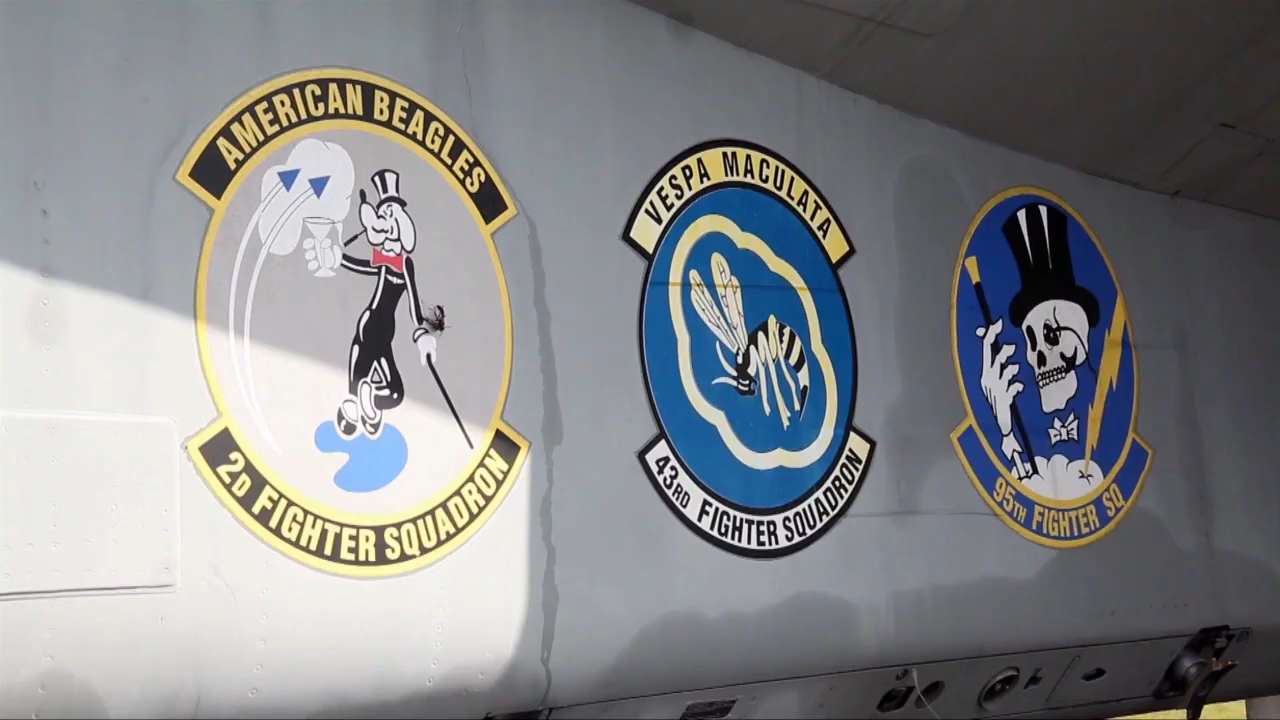 AMERICAN BEAGLES
2D FIGHTER SQUADRON
VESPA MACULATA
43RD FIGHTER SQUADRON
95TH FIGHTER SQ